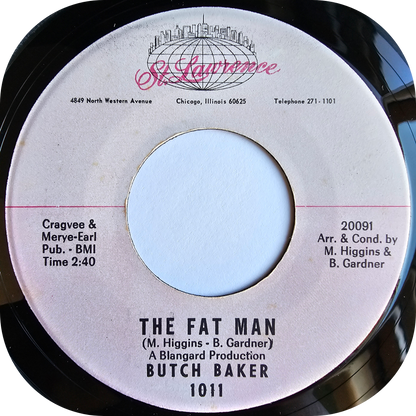 St. Lawrence
4849 North Western Avenue Chicago, Illinois 60625 Telephone 271-1101
Cragvee &
Merye-Earl
Pub. - BMI
Time 2:40
20091
Arr. & Cond. by
M. Higgins &
B. Gardner
THE FAT MAN
(M. Higgins - B. Gardner)
A Blangard Production
BUTCH BAKER
1011